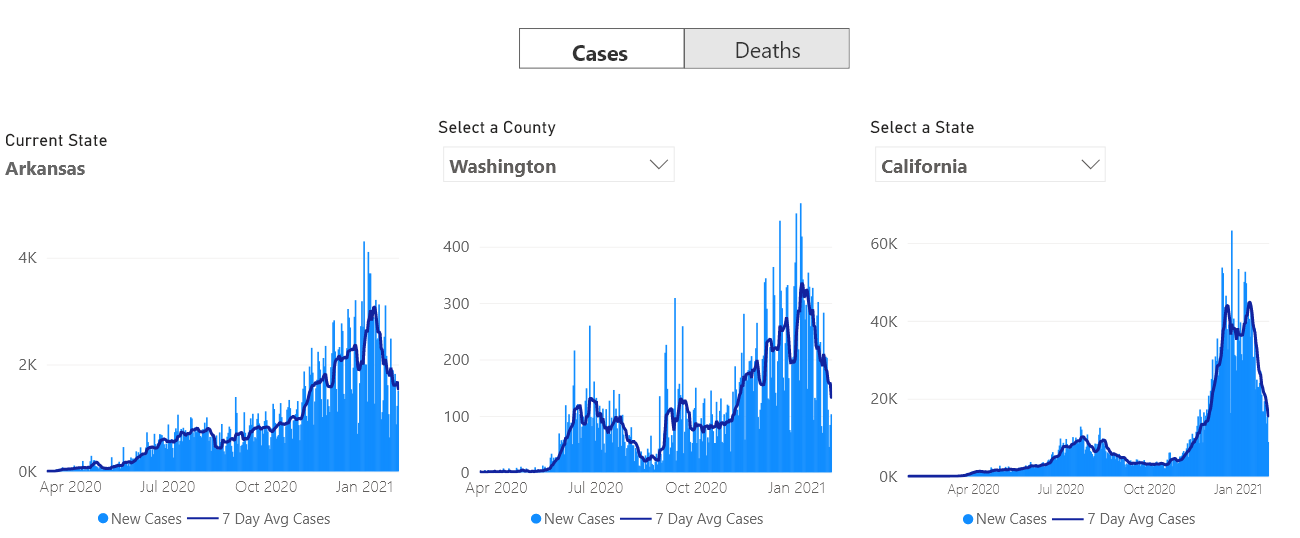 Cases
Deaths
Current State
Arkansas
4K
2K
0K
Apr 2020
Jul 2020
Oct 2020
Jan 2021
New Cases
7 Day Avg Cases
Select a County
Washington
400
300
200
100
0
Apr 2020
Jul 2020
Oct 2020
Jan 2021
New Cases
7 Day Avg Cases
Select a State
California
60K
40K
20K
0K
Apr 2020
Jul 2020
Oct 2020
Jan 2021
New Cases
7 Day Avg Cases